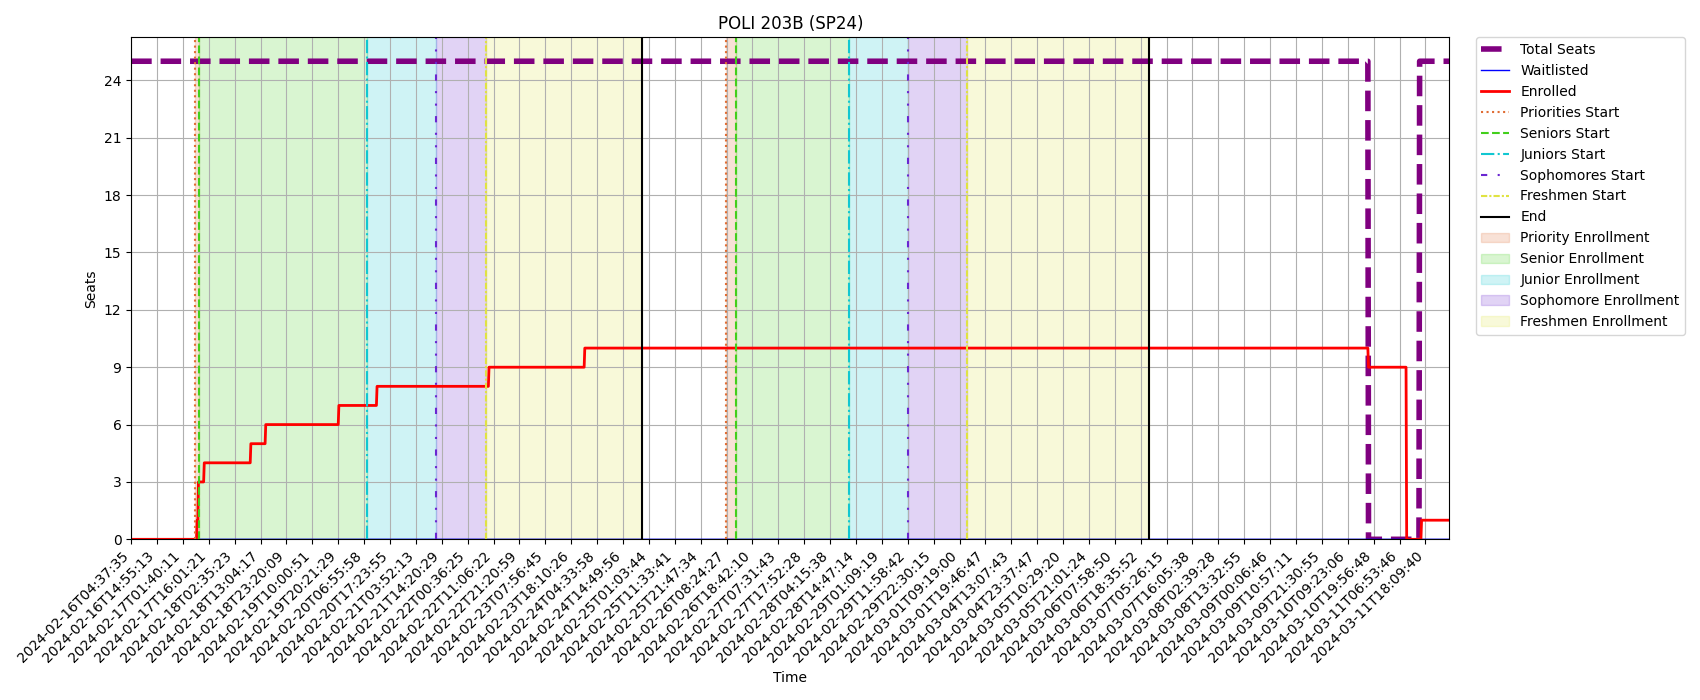 POLI 203B (SP24)
Seats
24
21
18
15
12
9
6
3
0
2024-02-16T04:37:35
2024-02-16T14:55:13
2024-02-17T01:40:11
2024-02-17T16:01:21
2024-02-18T02:35:23
2024-02-18T13:04:17
2024-02-18T23:20:09
2024-02-19T10:00:51
2024-02-19T20:21:29
2024-02-20T06:55:58
2024-02-20T17:23:55
2024-02-21T03:52:13
2024-02-21T14:20:29
2024-02-22T00:36:25
2024-02-22T11:06:22
2024-02-22T21:20:59
2024-02-23T07:56:45
2024-02-23T18:10:26
2024-02-24T04:33:58
2024-02-24T14:49:56
2024-02-25T01:03:44
2024-02-25T11:33:41
2024-02-25T21:47:34
2024-02-26T08:24:27
2024-02-26T18:42:10
2024-02-27T07:31:43
2024-02-27T17:52:28
2024-02-28T04:15:38
2024-02-28T14:47:14
2024-02-29T01:09:19
2024-02-29T11:58:42
2024-02-29T22:30:15
2024-03-01T09:19:00
2024-03-01T19:46:47
2024-03-04T13:07:43
2024-03-04T23:37:47
2024-03-05T10:29:20
2024-03-05T21:01:24
2024-03-06T07:58:50
2024-03-06T18:35:52
2024-03-07T05:26:15
2024-03-07T16:05:38
2024-03-08T02:39:28
2024-03-08T13:32:55
2024-03-09T00:06:46
2024-03-09T10:57:11
2024-03-09T21:30:55
2024-03-10T09:23:06
2024-03-10T19:56:48
2024-03-11T06:53:46
2024-03-11T18:09:40
Time
Total Seats
Waitlisted
Enrolled
Priorities Start
Seniors Start
Juniors Start
Sophomores Start
Freshmen Start
End
Priority Enrollment
Senior Enrollment
Junior Enrollment
Sophomore Enrollment
Freshmen Enrollment